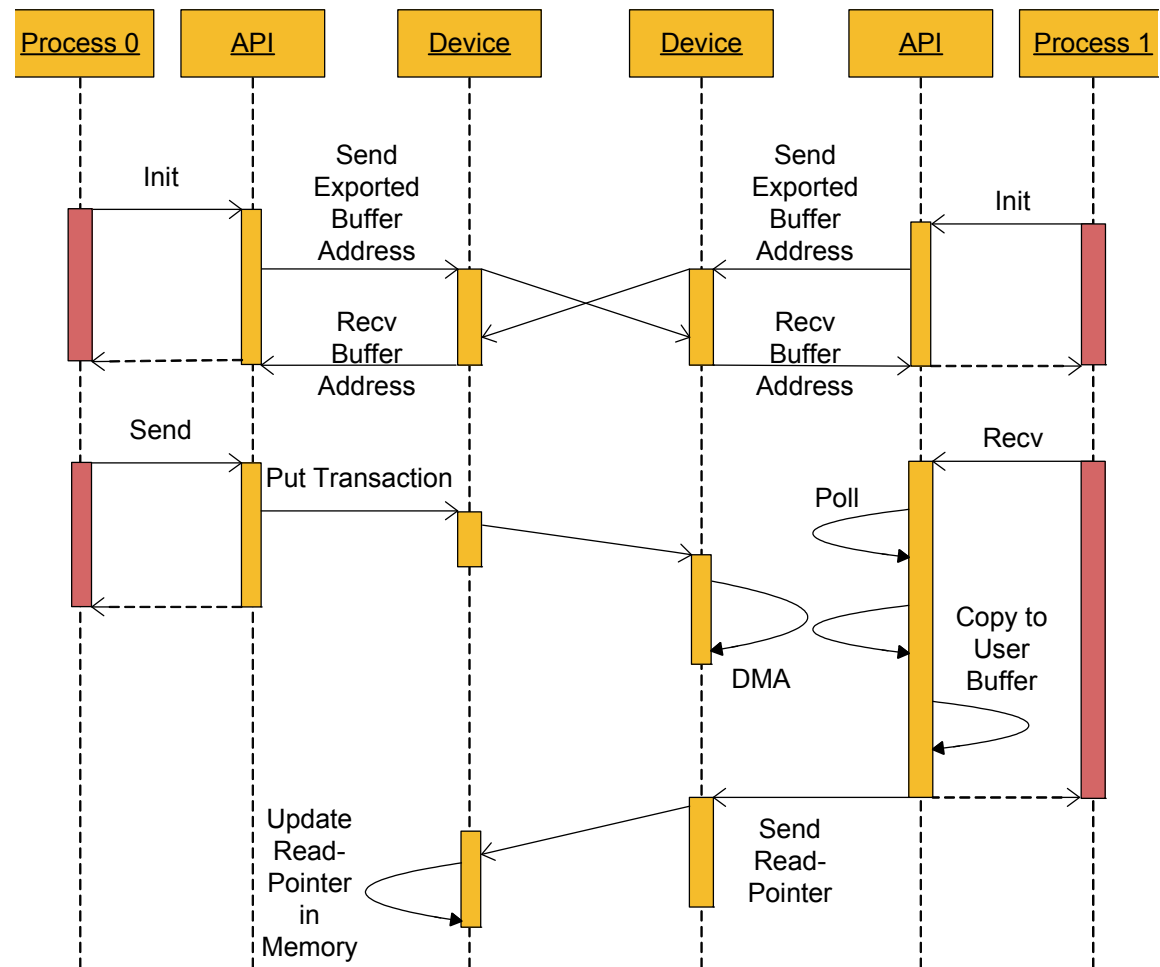 Process 0
API
Device
Device
API
Process 1
Init
Send
Exported
Buffer
Address
Send
Exported
Buffer
Address
Init
Recv
Buffer
Address
Recv
Buffer
Address
Send
Put Transaction
Recv
Poll
DMA
Copy to
User
Buffer
Update
Read-
Pointer
in
Memory
Send
Read-
Pointer